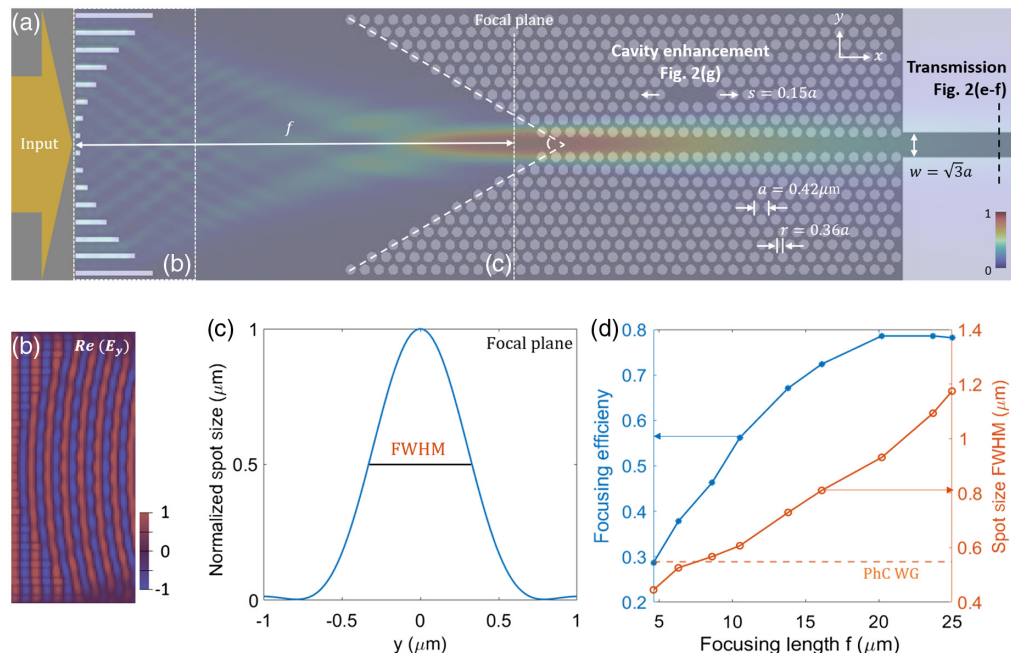 (a)
Focal plane
y
x
Cavity enhancement
Fig. 2(g)
s = 0.15a
Transmission
Fig. 2(e-f)
Input
f
w = √3a
a = 0.42μm
r = 0.36a
1
0
(b)
(c)
(b)
Re (E_y)
1
0
-1
(c)
Focal plane
FWHM
Normalized spot size (μm)
1
0.5
0
-1
-0.5
0
0.5
1
y (μm)
(d)
Focusing efficieny
0.8
0.7
0.6
0.5
0.4
0.3
0.2
PhC WG
1.4
1.2
1
0.8
0.6
0.4
Spot size FWHM (μm)
5
10
15
20
25
Focusing length f (μm)